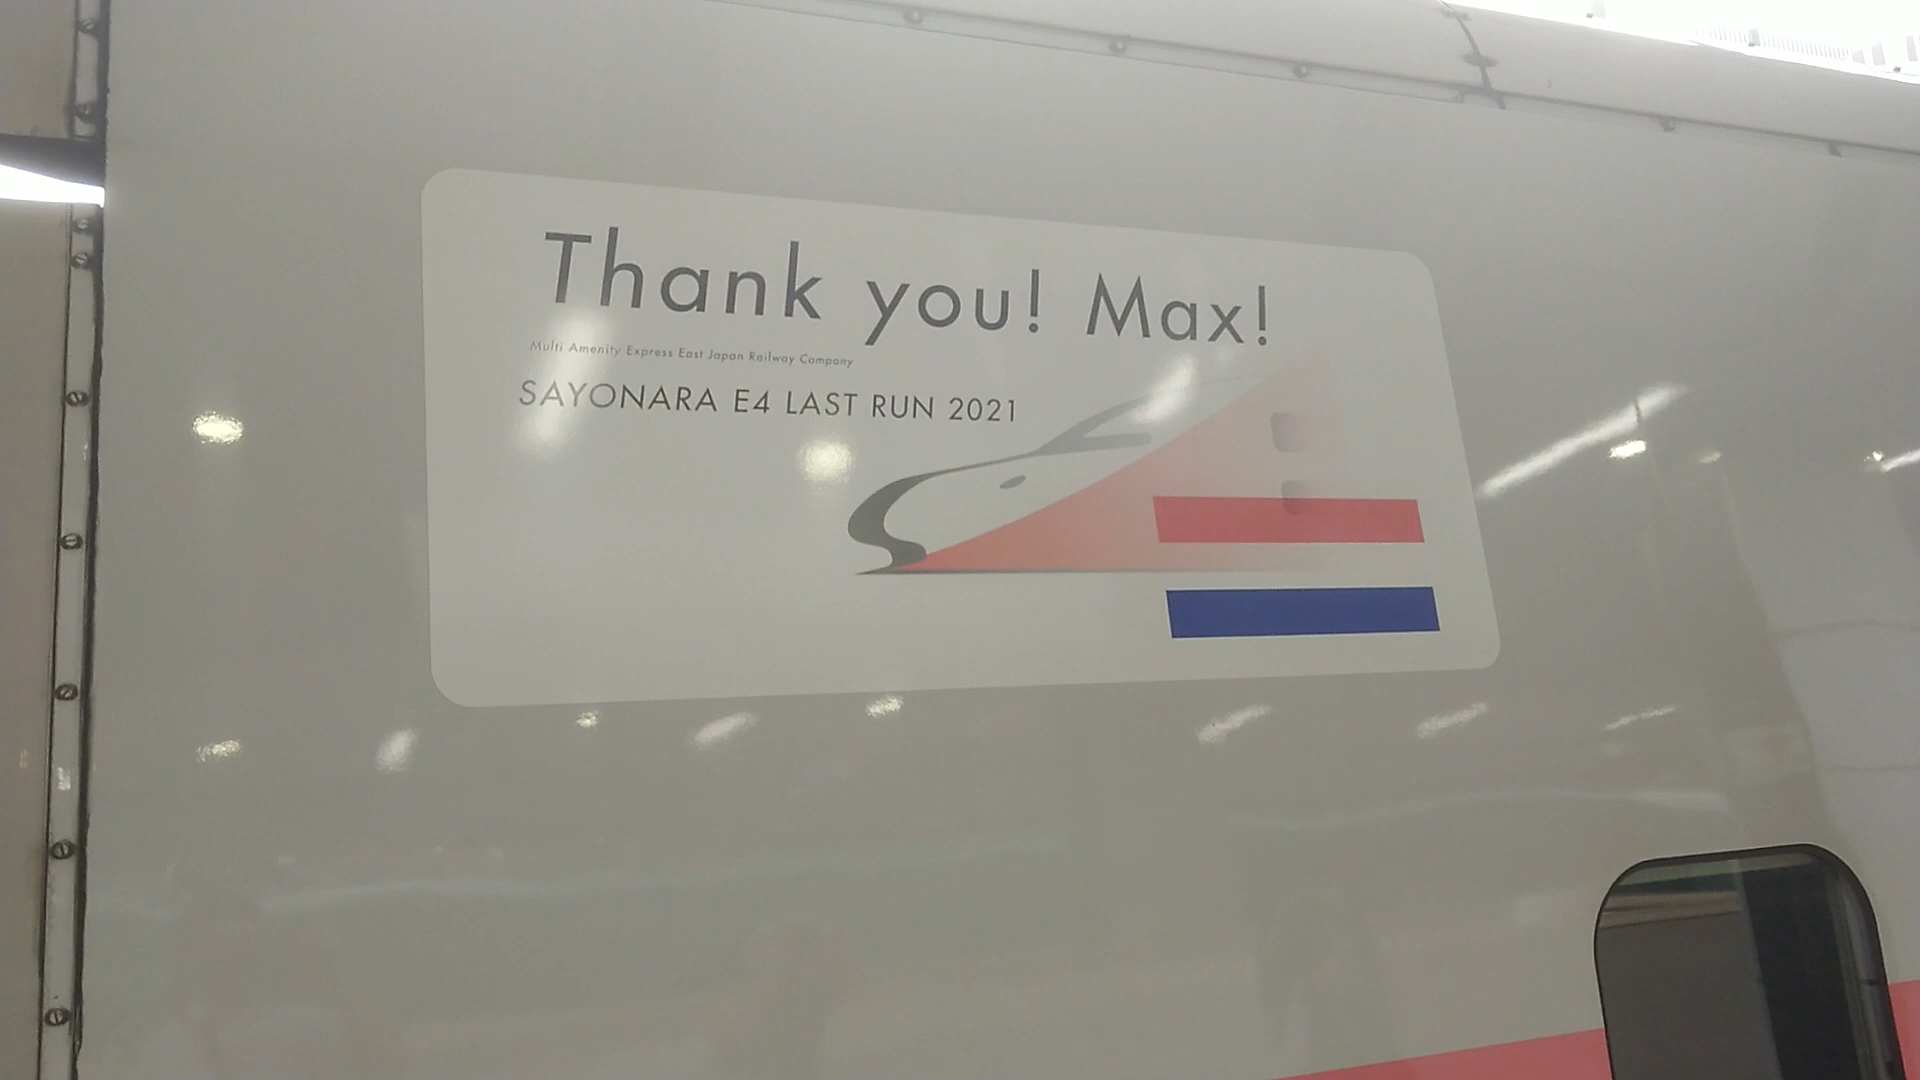 Thank you! Max!
Multi Amenity Express East Japan Railway Company
SAYONARA E4 LAST RUN 2021